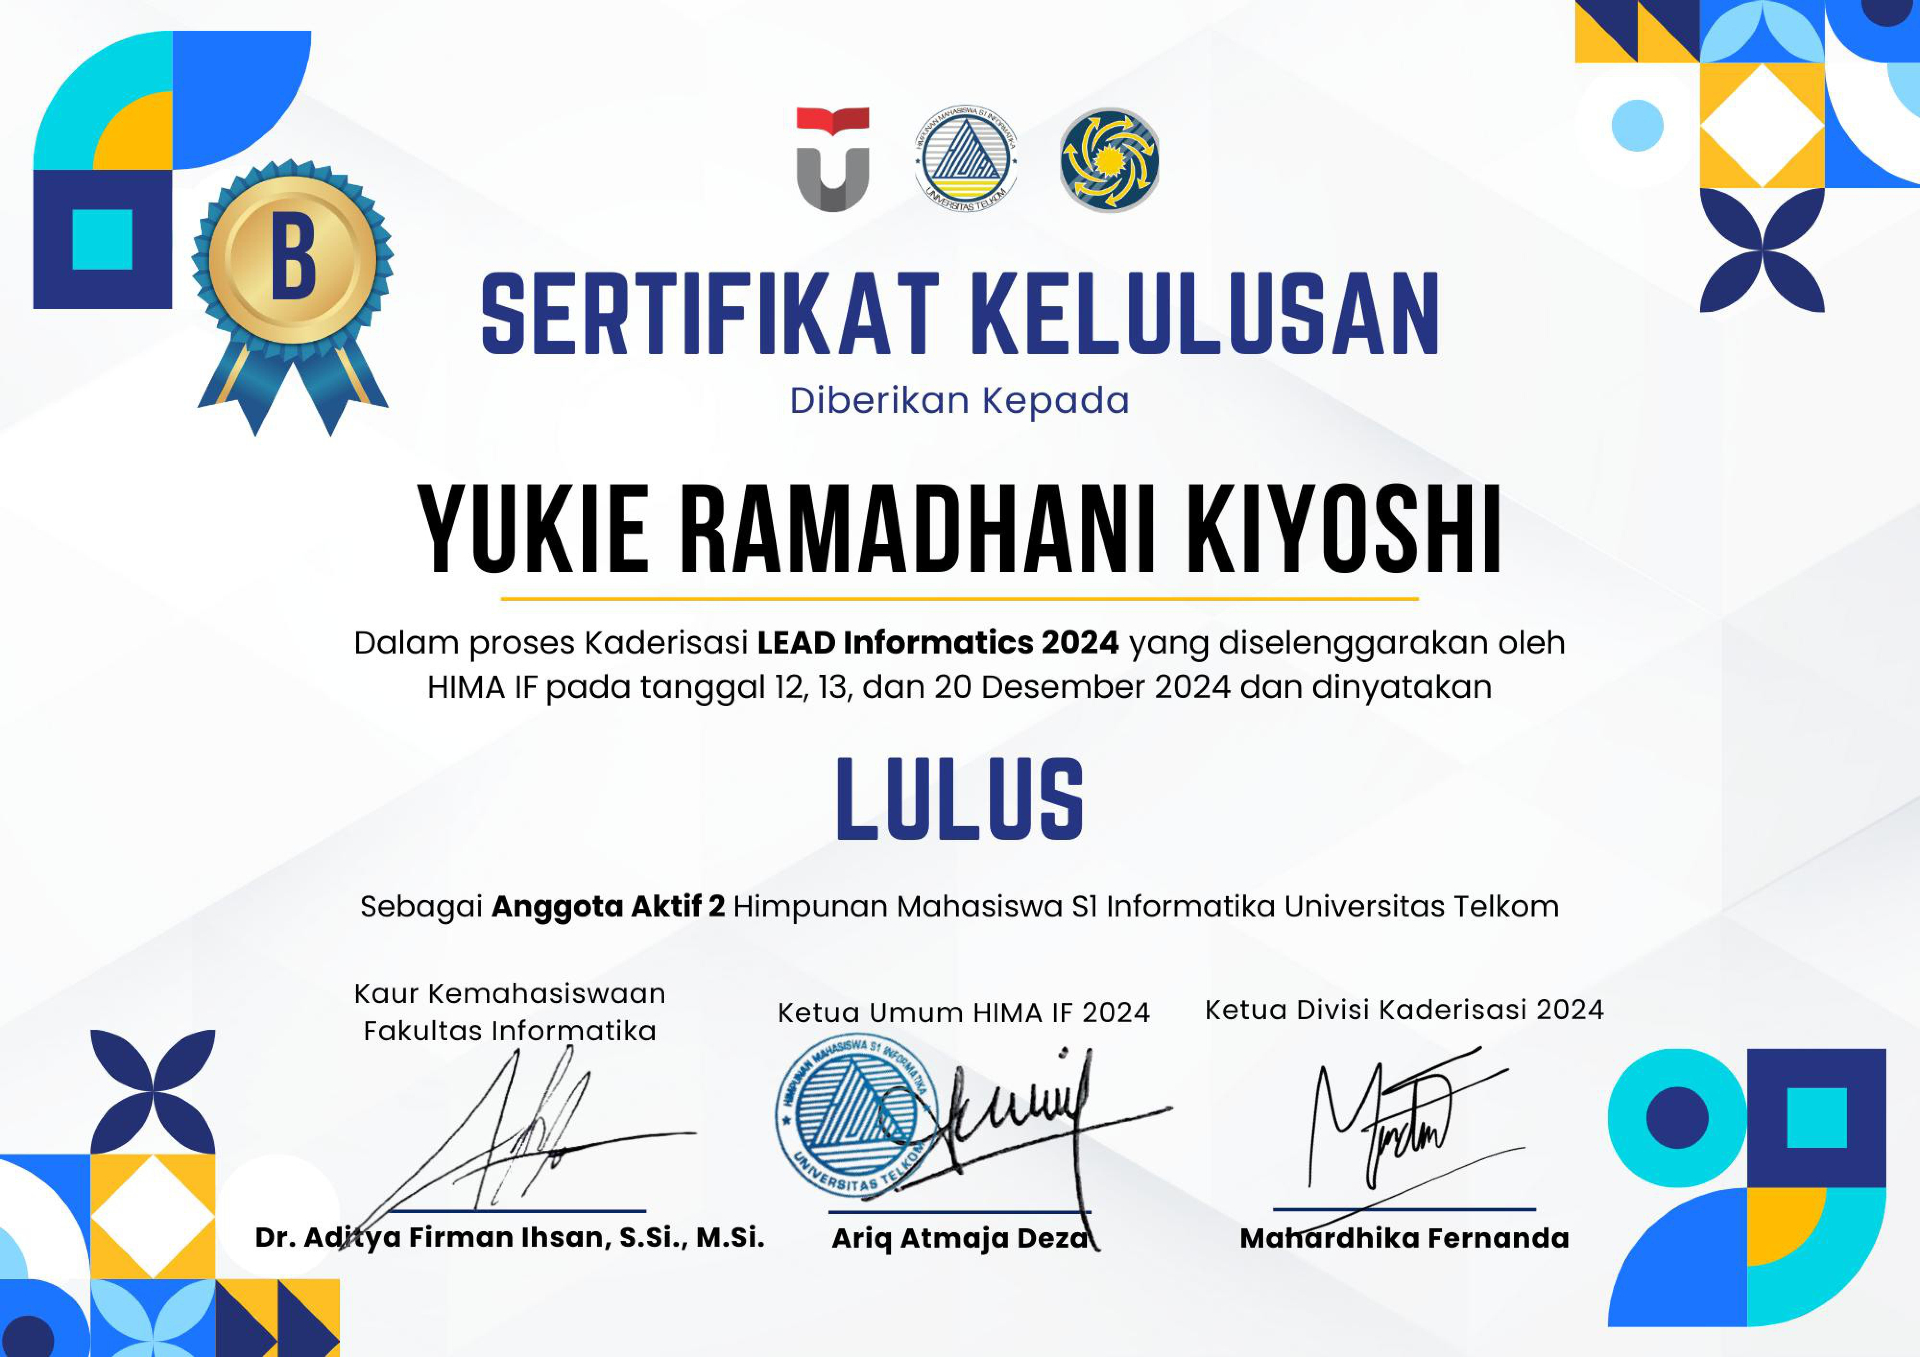 HIMPUNAN MAHASISWA S1 INFORMATIKA
UNIVERSITAS TELKOM
B
SERTIFIKAT KELULUSAN
Diberikan Kepada
YUKIE RAMADHANI KIYOSHI
Dalam proses Kaderisasi LEAD Informatics 2024 yang diselenggarakan oleh
HIMA IF pada tanggal 12, 13, dan 20 Desember 2024 dan dinyatakan
LULUS
Sebagai Anggota Aktif 2 Himpunan Mahasiswa S1 Informatika Universitas Telkom
Kaur Kemahasiswaan
Fakultas Informatika
Dr. Aditya Firman Ihsan, S.Si., M.Si.
Ketua Umum HIMA IF 2024
HIMPUNAN MAHASISWA S1 INFORMATIKA
UNIVERSITAS TELKOM
Ariq Atmaja Deza
Ketua Divisi Kaderisasi 2024
Mahardhika Fernanda